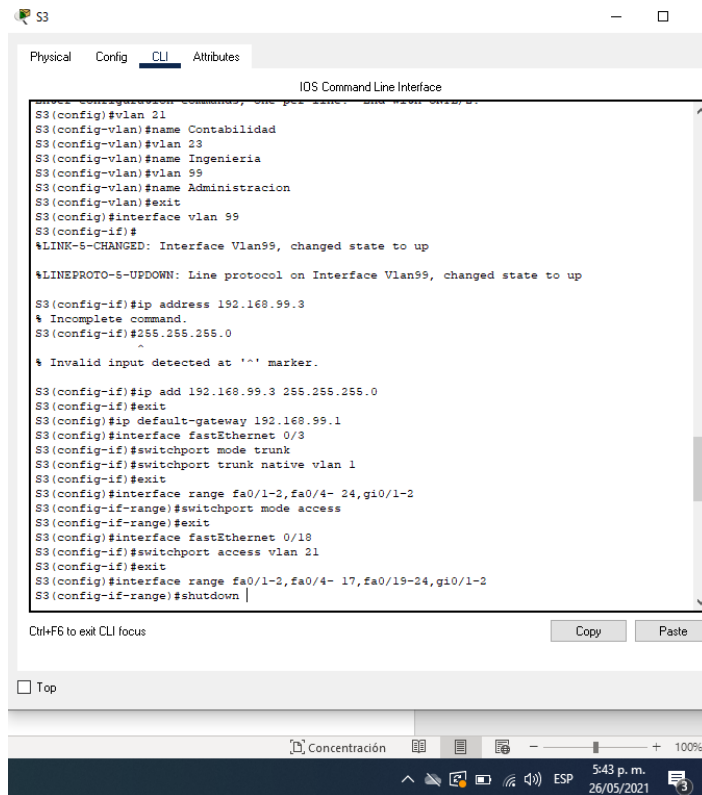 S3
Physical Config CLI Attributes
IOS Command Line Interface
Enter configuration commands, one per line. End with CNTL/Z.
S3(config)#vlan 21
S3(config-vlan)#name Contabilidad
S3(config-vlan)#vlan 23
S3(config-vlan)#name Ingenieria
S3(config-vlan)#vlan 99
S3(config-vlan)#name Administracion
S3(config-vlan)#exit
S3(config)#interface vlan 99
S3(config-if)#
%LINK-5-CHANGED: Interface Vlan99, changed state to up
%LINEPROTO-5-UPDOWN: Line protocol on Interface Vlan99, changed state to up
S3(config-if)#ip address 192.168.99.3
% Incomplete command.
S3(config-if)#255.255.255.0
^
% Invalid input detected at '^' marker.
S3(config-if)#ip add 192.168.99.3 255.255.255.0
S3(config-if)#exit
S3(config)#ip default-gateway 192.168.99.1
S3(config)#interface fastEthernet 0/3
S3(config-if)#switchport mode trunk
S3(config-if)#switchport trunk native vlan 1
S3(config-if)#exit
S3(config)#interface range fa0/1-2,fa0/4- 24,gi0/1-2
S3(config-if-range)#switchport mode access
S3(config-if-range)#exit
S3(config)#interface fastEthernet 0/18
S3(config-if)#switchport access vlan 21
S3(config-if)#exit
S3(config)#interface range fa0/1-2,fa0/4- 17,fa0/19-24,gi0/1-2
S3(config-if-range)#shutdown
Ctrl+F6 to exit CLI focus
Copy Paste
Top
Concentración 100%
ESP 5:43 p. m.
26/05/2021 3